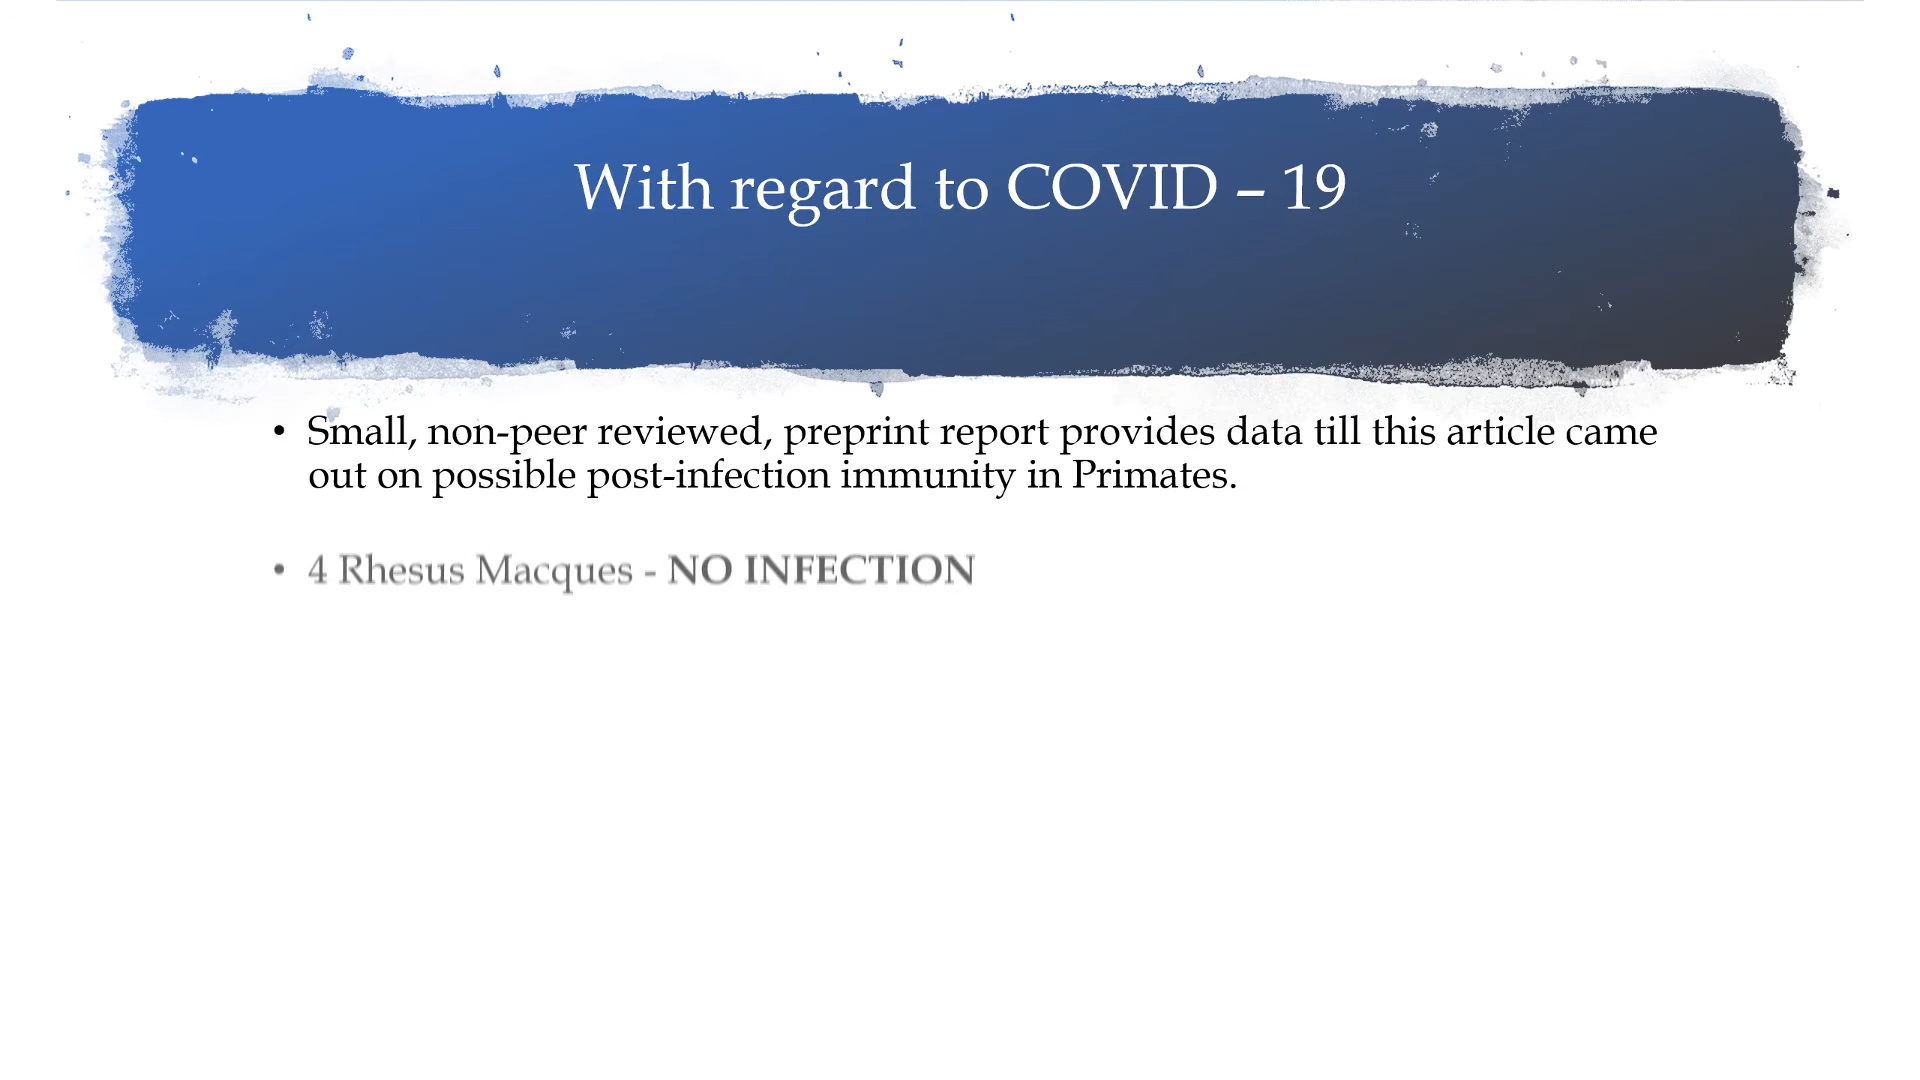 With regard to COVID – 19
• Small, non-peer reviewed, preprint report provides data till this article came
out on possible post-infection immunity in Primates.
• 4 Rhesus Macques - NO INFECTION